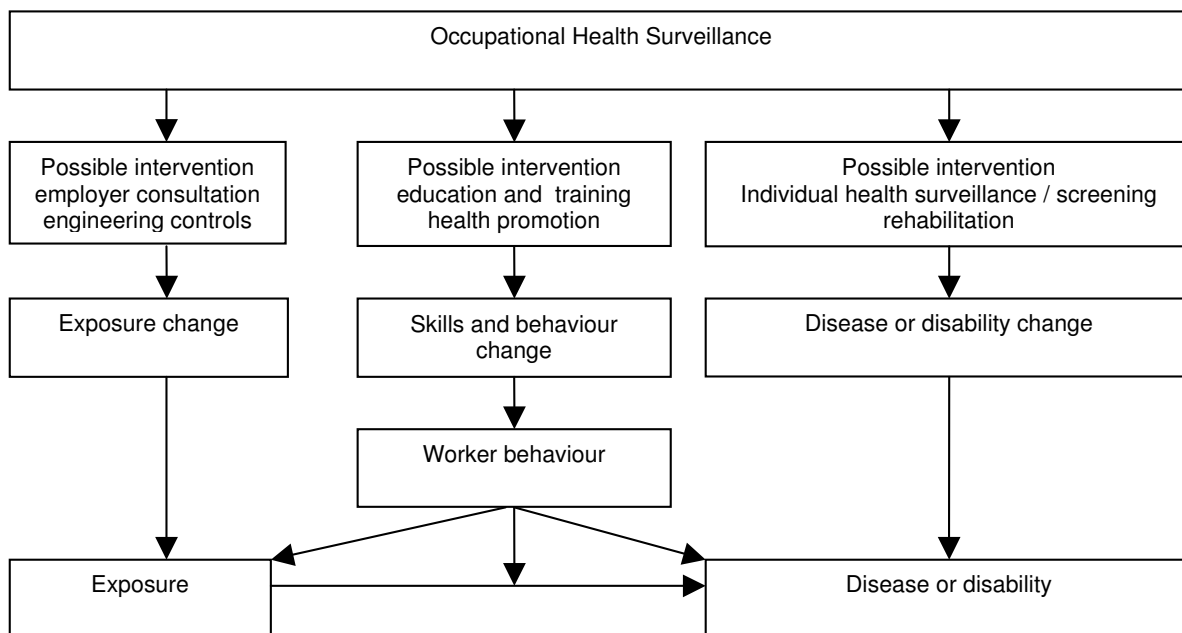 Occupational Health Surveillance
Possible intervention
employer consultation
engineering controls
Possible intervention
education and training
health promotion
Possible intervention
Individual health surveillance / screening
rehabilitation
Exposure change
Skills and behaviour
change
Disease or disability change
Worker behaviour
Exposure
Disease or disability